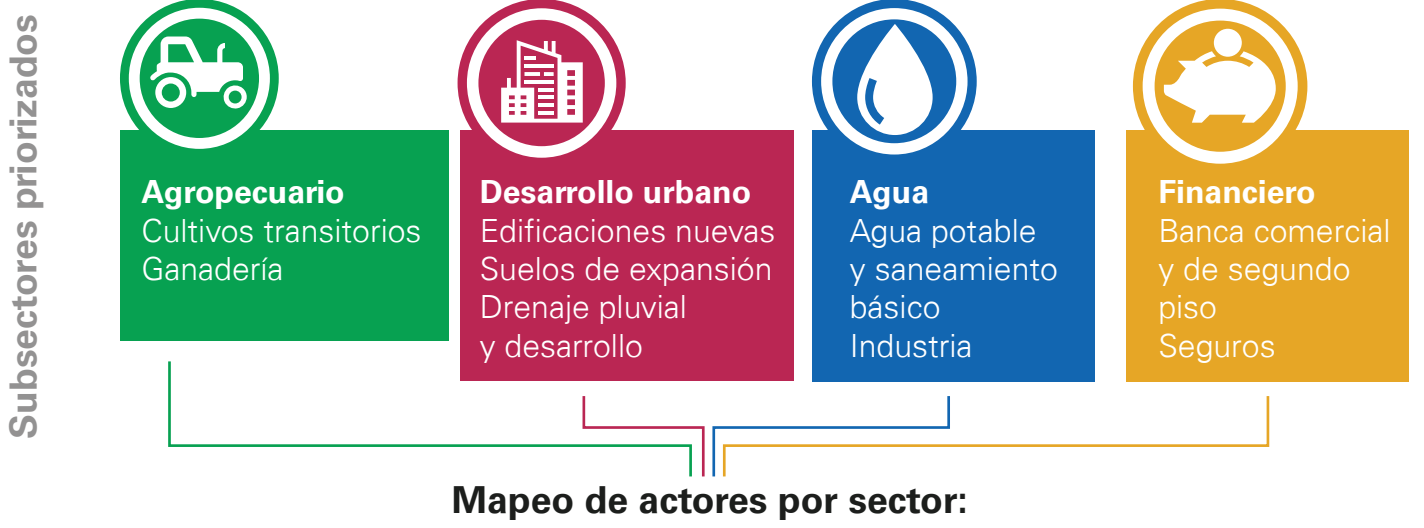 Subsectores priorizados
Agropecuario
Cultivos transitorios
Ganadería
Desarrollo urbano
Edificaciones nuevas
Suelos de expansión
Drenaje pluvial
y desarrollo
Agua
Agua potable
y saneamiento
básico
Industria
Financiero
Banca comercial
y de segundo
piso
Seguros
Mapeo de actores por sector: